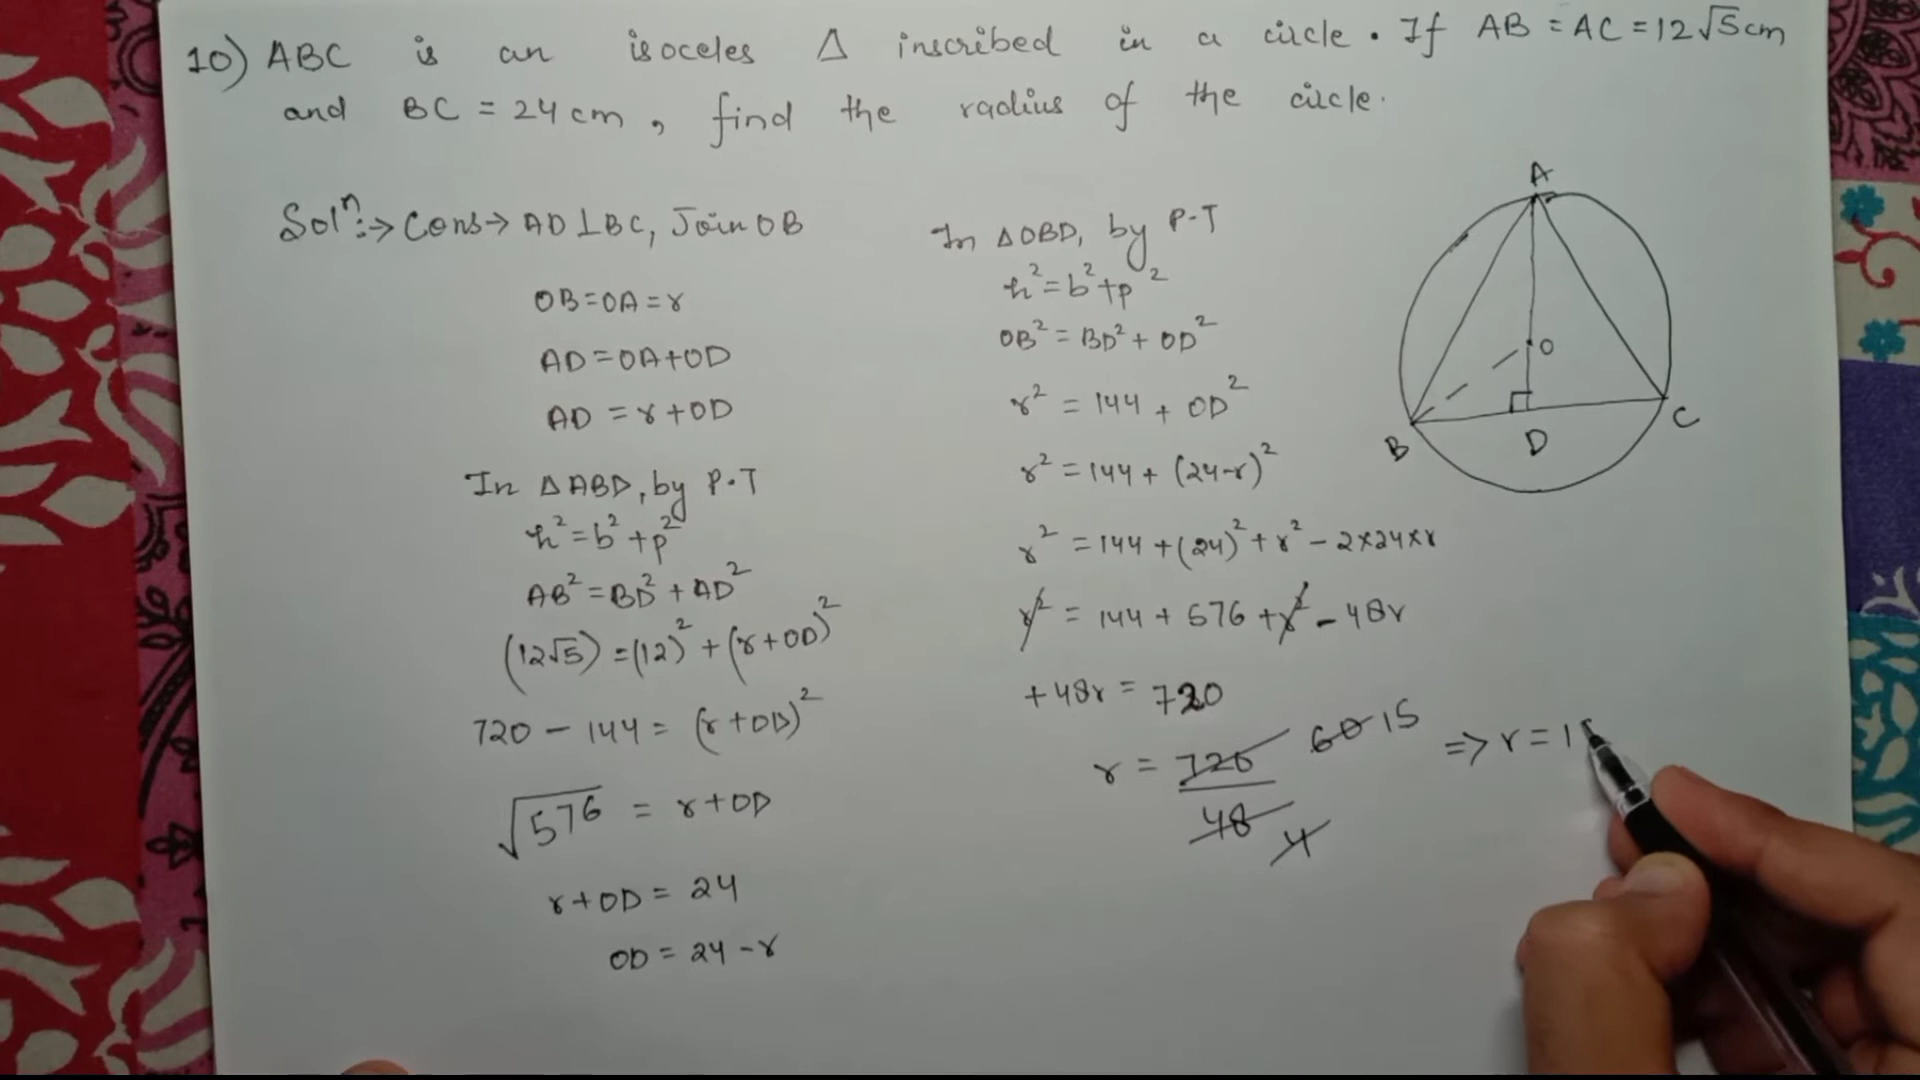 10) ABC is an isoceles Δ inscribed in a circle. If AB = AC = 12√5cm
and BC = 24 cm, find the radius of the circle.
Solⁿ:→ Cons→ AD⊥BC, Join OB
OB=OA=r
AD=OA+OD
AD = r+OD
In ΔABD, by P.T
h²=b²+p²
AB²=BD²+AD²
(12√5)=(12)²+(r+OD)²
720 - 144 = (r+OD)²
√576 = r+OD
r+OD = 24
OD = 24-r
In ΔOBD, by P-T
h²=b²+p²
OB²=BD²+OD²
r² = 144 + OD²
r² = 144 + (24-r)²
r² = 144 + (24)² + r² - 2×24×r
r² = 144 + 576 + r² - 48r
+48r = 720
r = 720 60 15 ⇒ r = 15
48 4
A
O
B
D
C